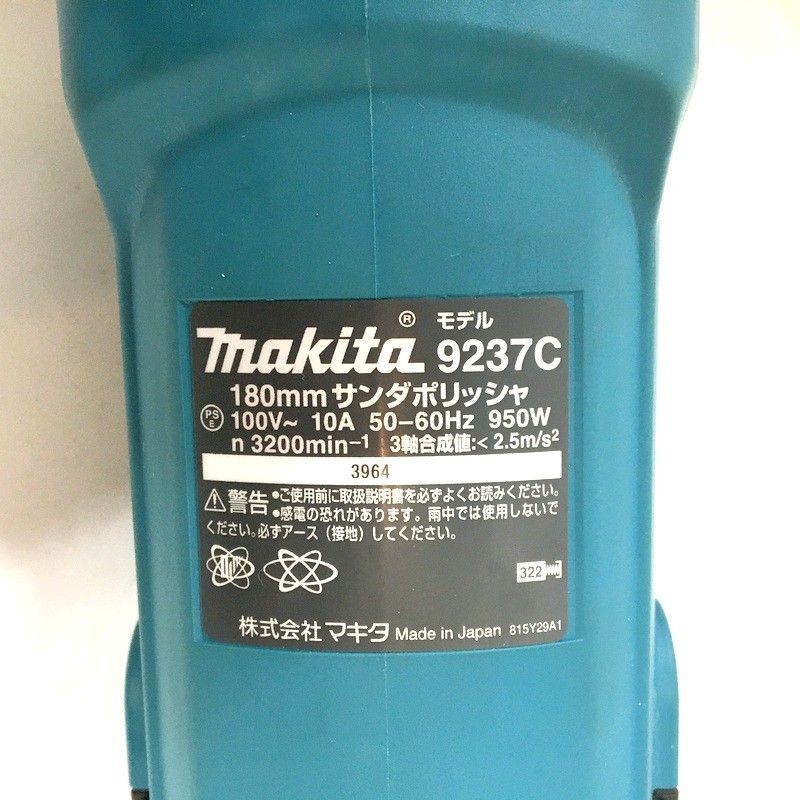 makita® モデル 9237C
180mm サンダポリッシャ
PS E 100V~ 10A 50-60Hz 950W
n 3200min-1 3軸合成値:< 2.5m/s2
3964
警告 •ご使用前に取扱説明書を必ずよくお読みください。
•感電の恐れがあります。雨中では使用しないで
ください。必ずアース(接地)してください。
322
株式会社 マキタ Made in Japan 815Y29A1